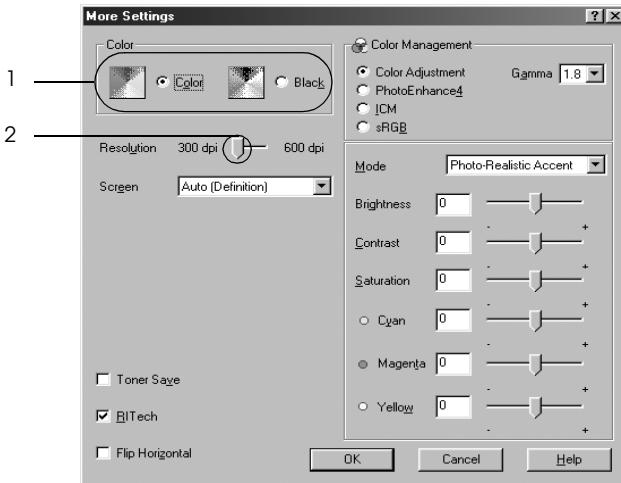 More Settings
1
Color
Color
Black
2
Resolution 300 dpi 600 dpi
Screen Auto (Definition)
Toner Save
RITech
Flip Horizontal
Color Management
Color Adjustment Gamma 1.8
PhotoEnhance4
ICM
sRGB
Mode Photo-Realistic Accent
Brightness 0
- +
Contrast 0
- +
Saturation 0
- +
Cyan 0
- +
Magenta 0
- +
Yellow 0
- +
OK Cancel Help